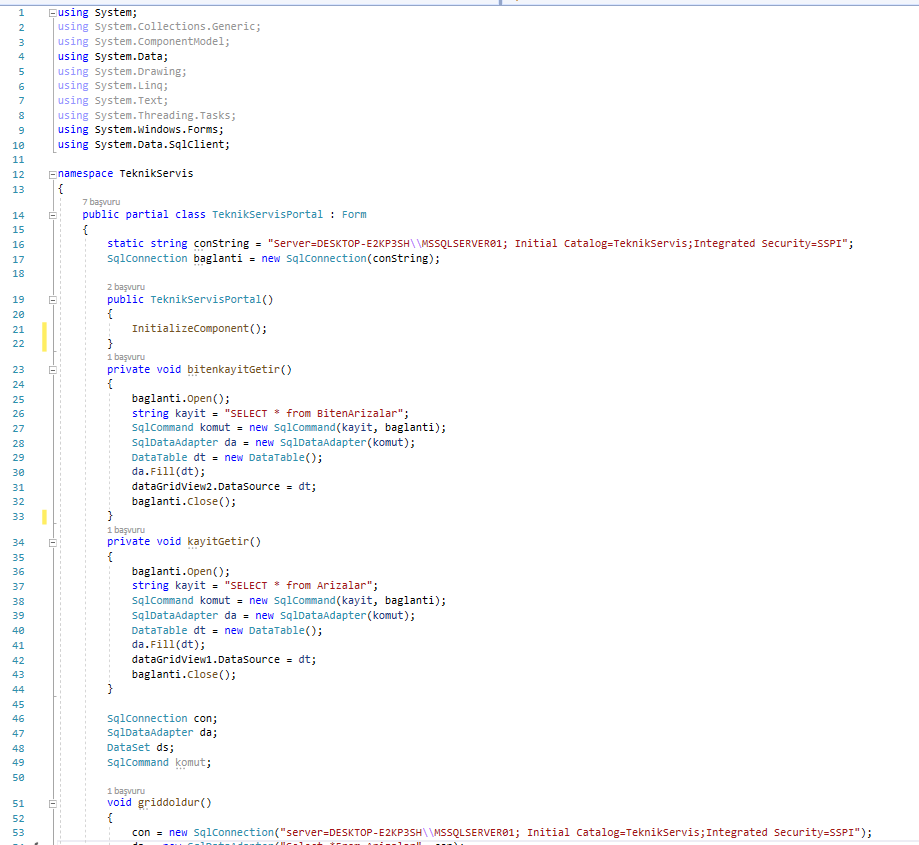 1 using System;
2 using System.Collections.Generic;
3 using System.ComponentModel;
4 using System.Data;
5 using System.Drawing;
6 using System.Linq;
7 using System.Text;
8 using System.Threading.Tasks;
9 using System.Windows.Forms;
10 using System.Data.SqlClient;
11
12 namespace TeknikServis
13 {
7 başvuru
14 public partial class TeknikServisPortal : Form
15 {
16 static string conString = "Server=DESKTOP-E2KP3SH\\MSSQLSERVER01; Initial Catalog=TeknikServis;Integrated Security=SSPI";
17 SqlConnection baglanti = new SqlConnection(conString);
18
2 başvuru
19 public TeknikServisPortal()
20 {
21 InitializeComponent();
22 }
1 başvuru
23 private void bitenkayitGetir()
24 {
25 baglanti.Open();
26 string kayit = "SELECT * from BitenArizalar";
27 SqlCommand komut = new SqlCommand(kayit, baglanti);
28 SqlDataAdapter da = new SqlDataAdapter(komut);
29 DataTable dt = new DataTable();
30 da.Fill(dt);
31 dataGridView2.DataSource = dt;
32 baglanti.Close();
33 }
1 başvuru
34 private void kayitGetir()
35 {
36 baglanti.Open();
37 string kayit = "SELECT * from Arizalar";
38 SqlCommand komut = new SqlCommand(kayit, baglanti);
39 SqlDataAdapter da = new SqlDataAdapter(komut);
40 DataTable dt = new DataTable();
41 da.Fill(dt);
42 dataGridView1.DataSource = dt;
43 baglanti.Close();
44 }
45
46 SqlConnection con;
47 SqlDataAdapter da;
48 DataSet ds;
49 SqlCommand komut;
50
1 başvuru
51 void griddoldur()
52 {
53 con = new SqlConnection("server=DESKTOP-E2KP3SH\\MSSQLSERVER01; Initial Catalog=TeknikServis;Integrated Security=SSPI");